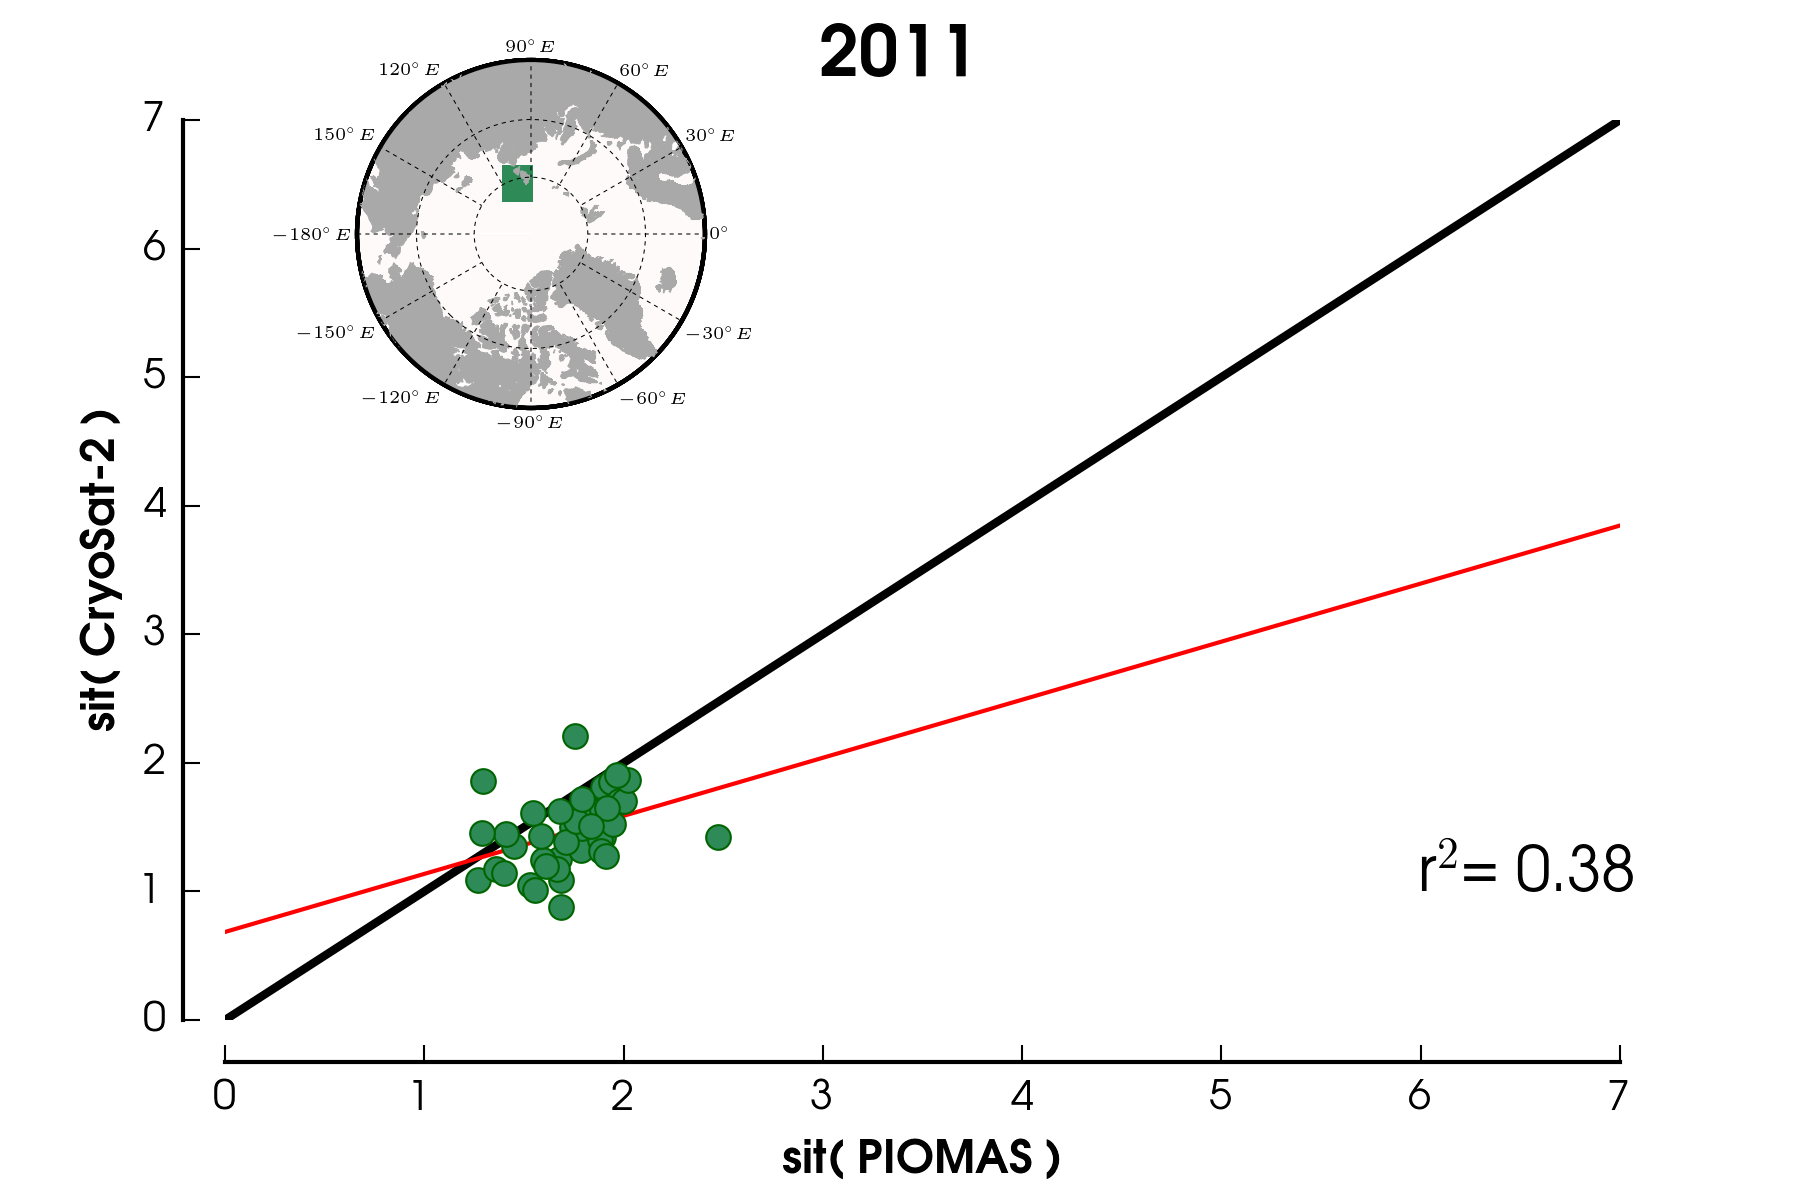 2011
90° E
120° E
60° E
150° E
30° E
−180° E
0°
−150° E
−30° E
−120° E
−60° E
−90° E
7
6
5
4
3
2
1
0
sit( CryoSat-2 )
r²= 0.38
0 1 2 3 4 5 6 7
sit( PIOMAS )